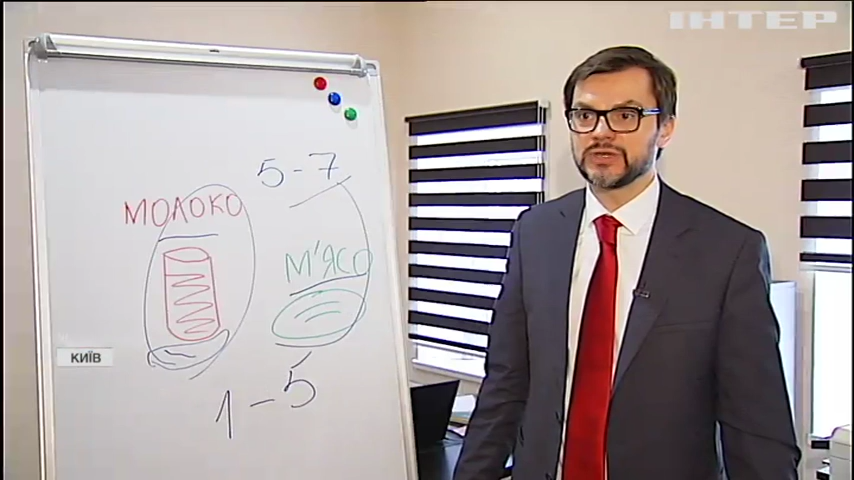 ІНТЕР
5-7
МОЛОКО
М'ЯСО
КИЇВ
1-5